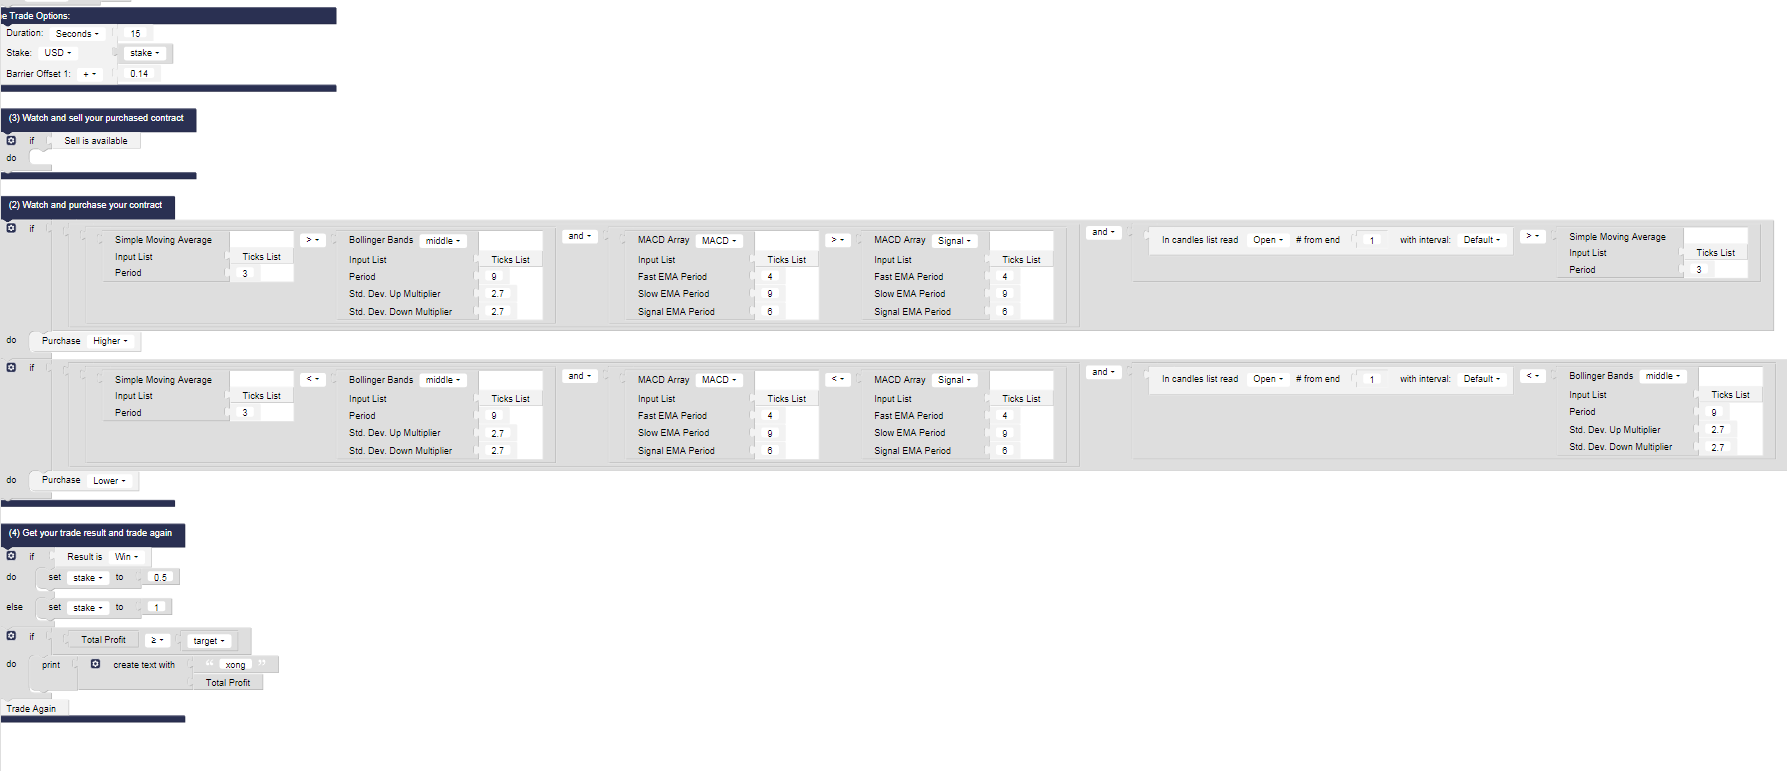 e Trade Options:
Duration: Seconds 15
Stake: USD stake
Barrier Offset 1: + 0.14
(3) Watch and sell your purchased contract
if Sell is available
do
(2) Watch and purchase your contract
if Simple Moving Average > Bollinger Bands middle and MACD Array MACD > MACD Array Signal and In candles list read Open # from end 1 with interval: Default > Simple Moving Average
Input List Ticks List Input List Ticks List Input List Ticks List Input List Ticks List Input List Ticks List
Period 3 Period 9 Fast EMA Period 4 Fast EMA Period 4 Period 3
Std. Dev. Up Multiplier 2.7 Slow EMA Period 9 Slow EMA Period 9
Std. Dev. Down Multiplier 2.7 Signal EMA Period 6 Signal EMA Period 6
do Purchase Higher
if Simple Moving Average < Bollinger Bands middle and MACD Array MACD < MACD Array Signal and In candles list read Open # from end 1 with interval: Default < Bollinger Bands middle
Input List Ticks List Input List Ticks List Input List Ticks List Input List Ticks List Input List Ticks List
Period 3 Period 9 Fast EMA Period 4 Fast EMA Period 4 Period 9
Std. Dev. Up Multiplier 2.7 Slow EMA Period 9 Slow EMA Period 9 Std. Dev. Up Multiplier 2.7
Std. Dev. Down Multiplier 2.7 Signal EMA Period 6 Signal EMA Period 6 Std. Dev. Down Multiplier 2.7
do Purchase Lower
(4) Get your trade result and trade again
if Result is Win
do set stake to 0.5
else set stake to 1
if Total Profit ≥ target
do print create text with “ xong ”
Total Profit
Trade Again